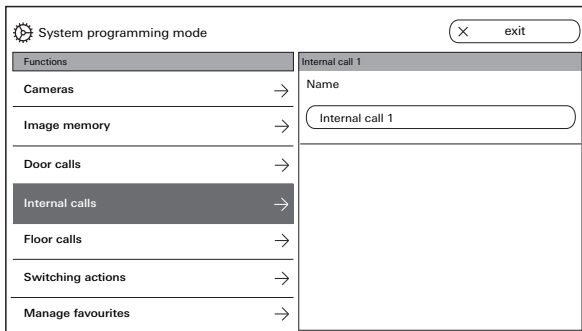 System programming mode
× exit
Functions
Cameras
Image memory
Door calls
Internal calls
Floor calls
Switching actions
Manage favourites
Internal call 1
Name
Internal call 1